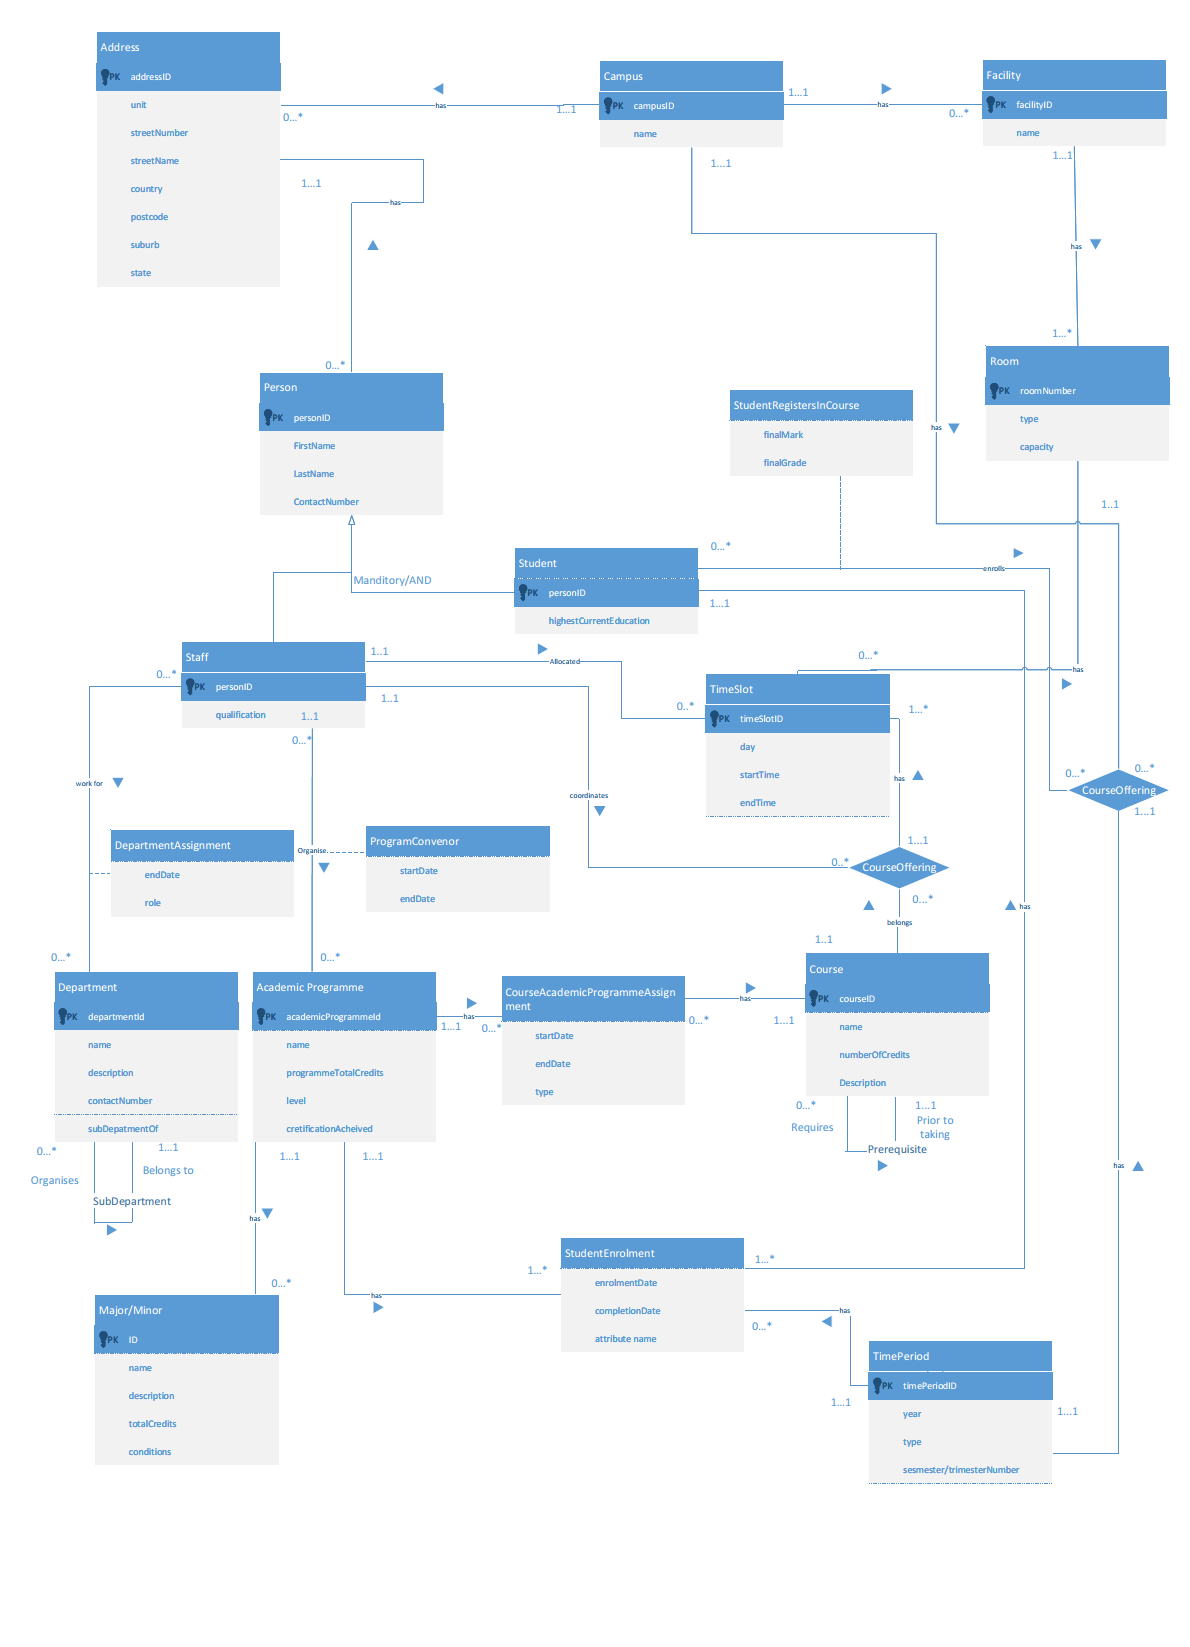 Address
PK addressID
unit
streetNumber
streetName
country
postcode
suburb
state
has
0...*
1...1
Campus
PK campusID
name
1...1
has
0...*
Facility
PK facilityID
name
1...1
1...1
1...1
has
has
0...*
1...*
Room
PK roomNumber
type
capacity
Person
PK personID
FirstName
LastName
ContactNumber
StudentRegistersInCourse
finalMark
finalGrade
has
1...1
Manditory/AND
Student
PK personID
highestCurrentEducation
0...*
enrolls
1...1
Staff
PK personID
qualification
1...1
0...*
1...1
Allocated
1...1
0...*
0...*
has
0..*
TimeSlot
PK timeSlotID
day
startTime
endTime
1...*
has
1...1
0...*
work for
coordinates
0...*
0...*
CourseOffering
1...1
DepartmentAssignment
endDate
role
Organise
ProgramConvenor
startDate
endDate
0..*
CourseOffering
0...*
belongs
has
1...1
0...*
0...*
Department
PK departmentId
name
description
contactNumber
subDepatmentOf
Academic Programme
PK academicProgrammeId
name
programmeTotalCredits
level
cretificationAcheived
has
1...1
0...*
CourseAcademicProgrammeAssign
ment
startDate
endDate
type
has
0...*
1...1
Course
PK courseID
name
numberOfCredits
Description
0...*
Requires
1...1
Prior to
taking
Prerequisite
has
0...*
1...1
Organises
Belongs to
SubDepartment
1...1
1...1
has
0...*
1...*
has
StudentEnrolment
enrolmentDate
completionDate
attribute name
1...*
has
0...*
Major/Minor
PK ID
name
description
totalCredits
conditions
TimePeriod
PK timePeriodID
year
type
sesmester/trimesterNumber
1...1
1...1